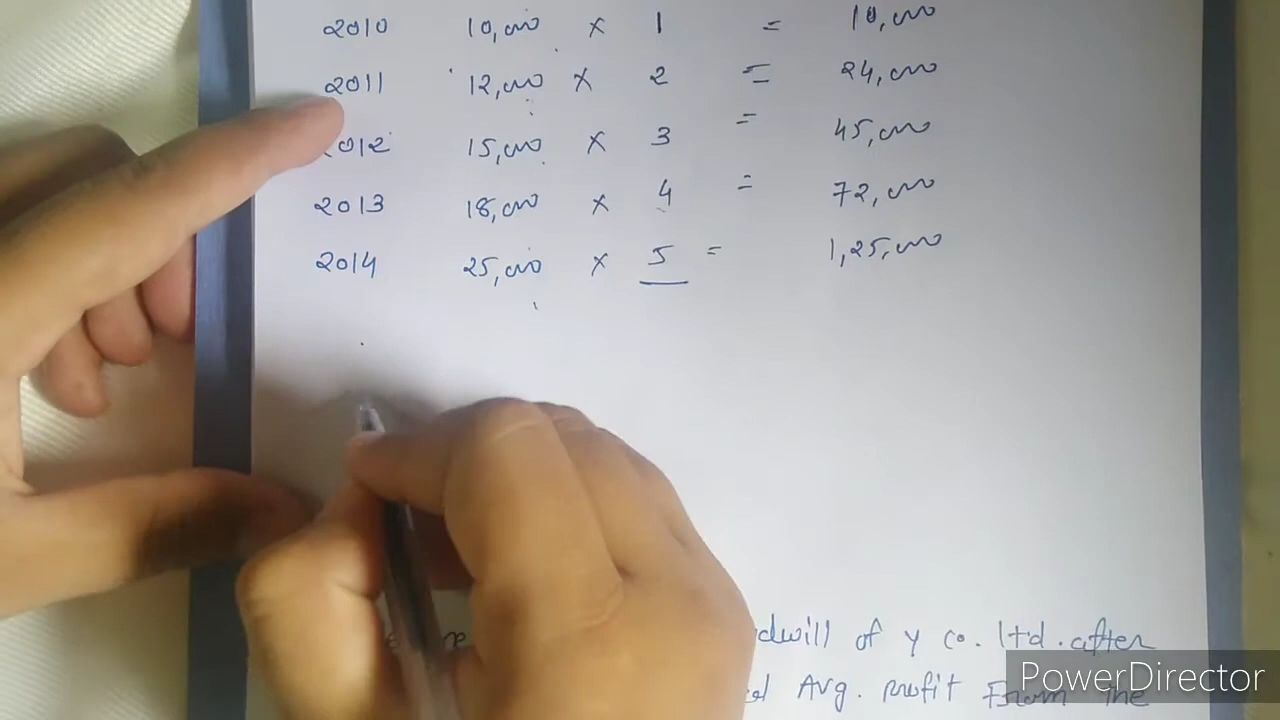 2010 10,000 × 1 = 10,000
2011 12,000 × 2 = 24,000
2012 15,000 × 3 = 45,000
2013 18,000 × 4 = 72,000
2014 25,000 × 5 = 1,25,000
of y co. ltd. after
Avg. profit From the
PowerDirector